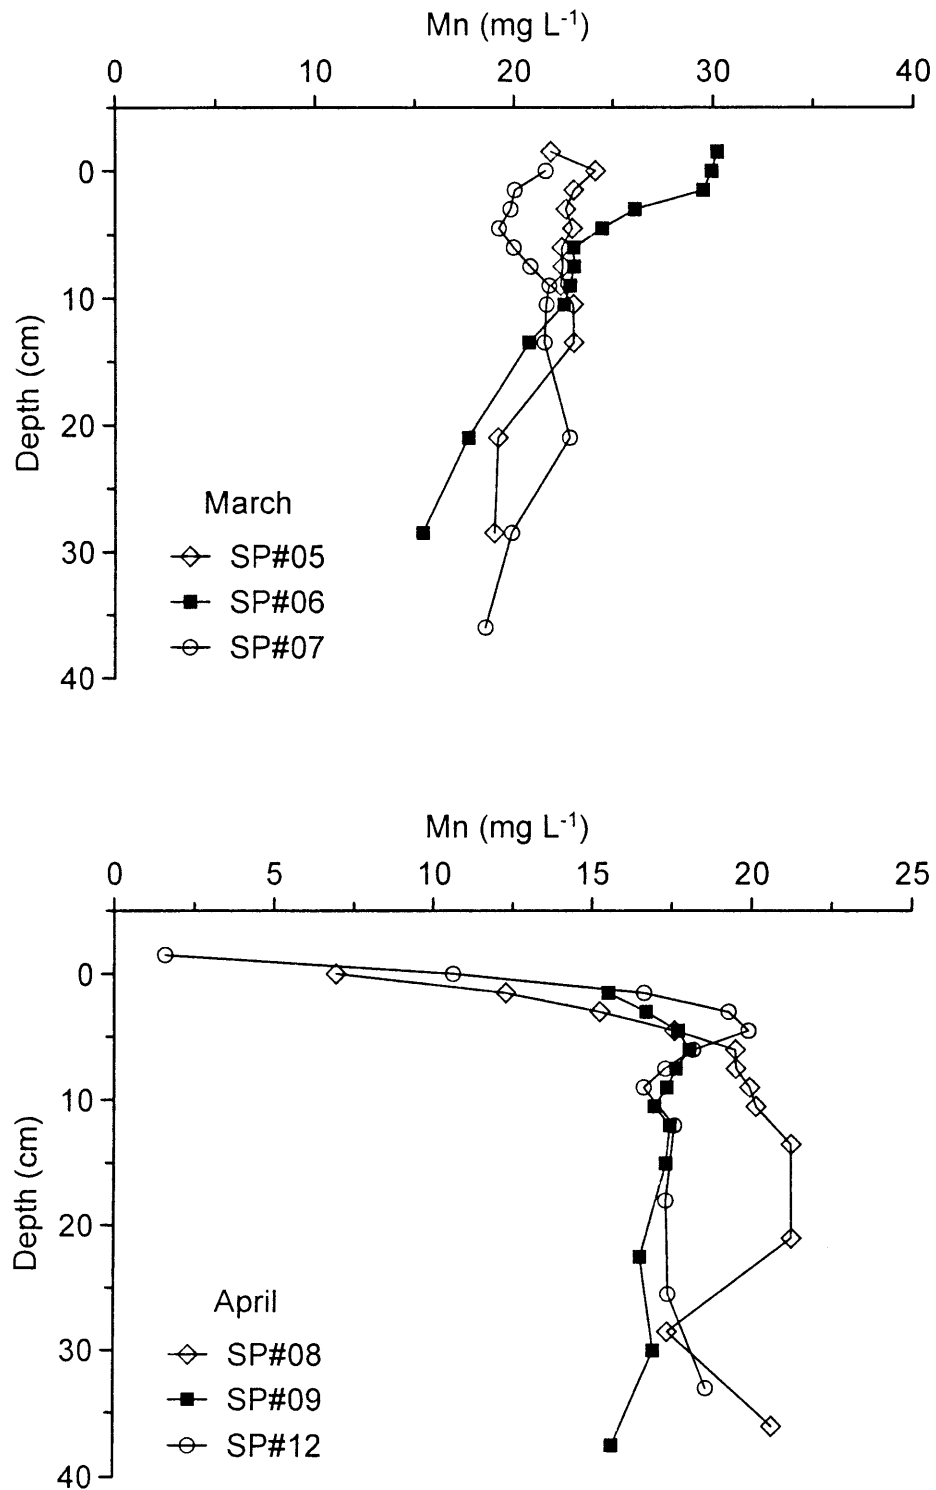 Mn (mg L⁻¹)
0 10 20 30 40
0
10
20
30
40
Depth (cm)
March
SP#05
SP#06
SP#07
Mn (mg L⁻¹)
0 5 10 15 20 25
0
10
20
30
40
Depth (cm)
April
SP#08
SP#09
SP#12